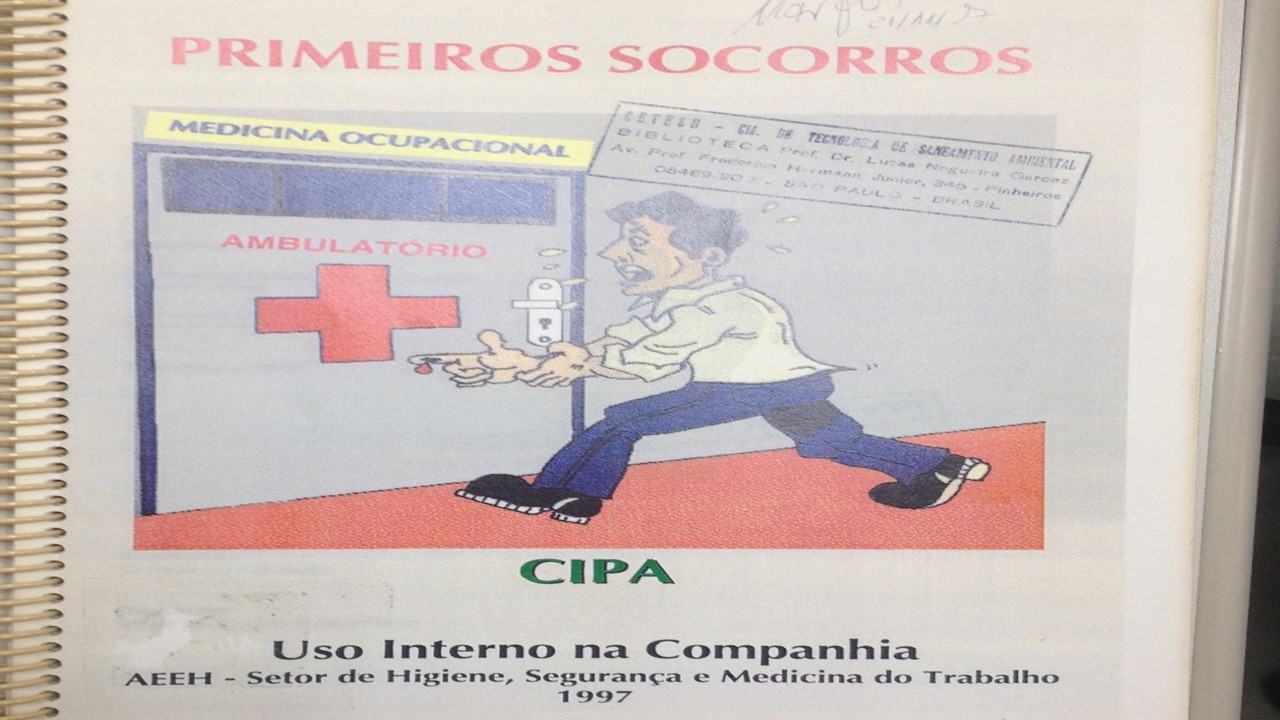 PRIMEIROS SOCORROS
MEDICINA OCUPACIONAL
CETESB - CIA. DE TECNOLOGIA DE SANEAMENTO AMBIENTAL
BIBLIOTECA Prof. Dr. Lucas Nogueira Garcez
Av. Prof. Frederico Hermann Junior, 345 - Pinheiros
- SÃO PAULO - BRASIL
AMBULATÓRIO
CIPA
Uso Interno na Companhia
AEEH - Setor de Higiene, Segurança e Medicina do Trabalho
1997